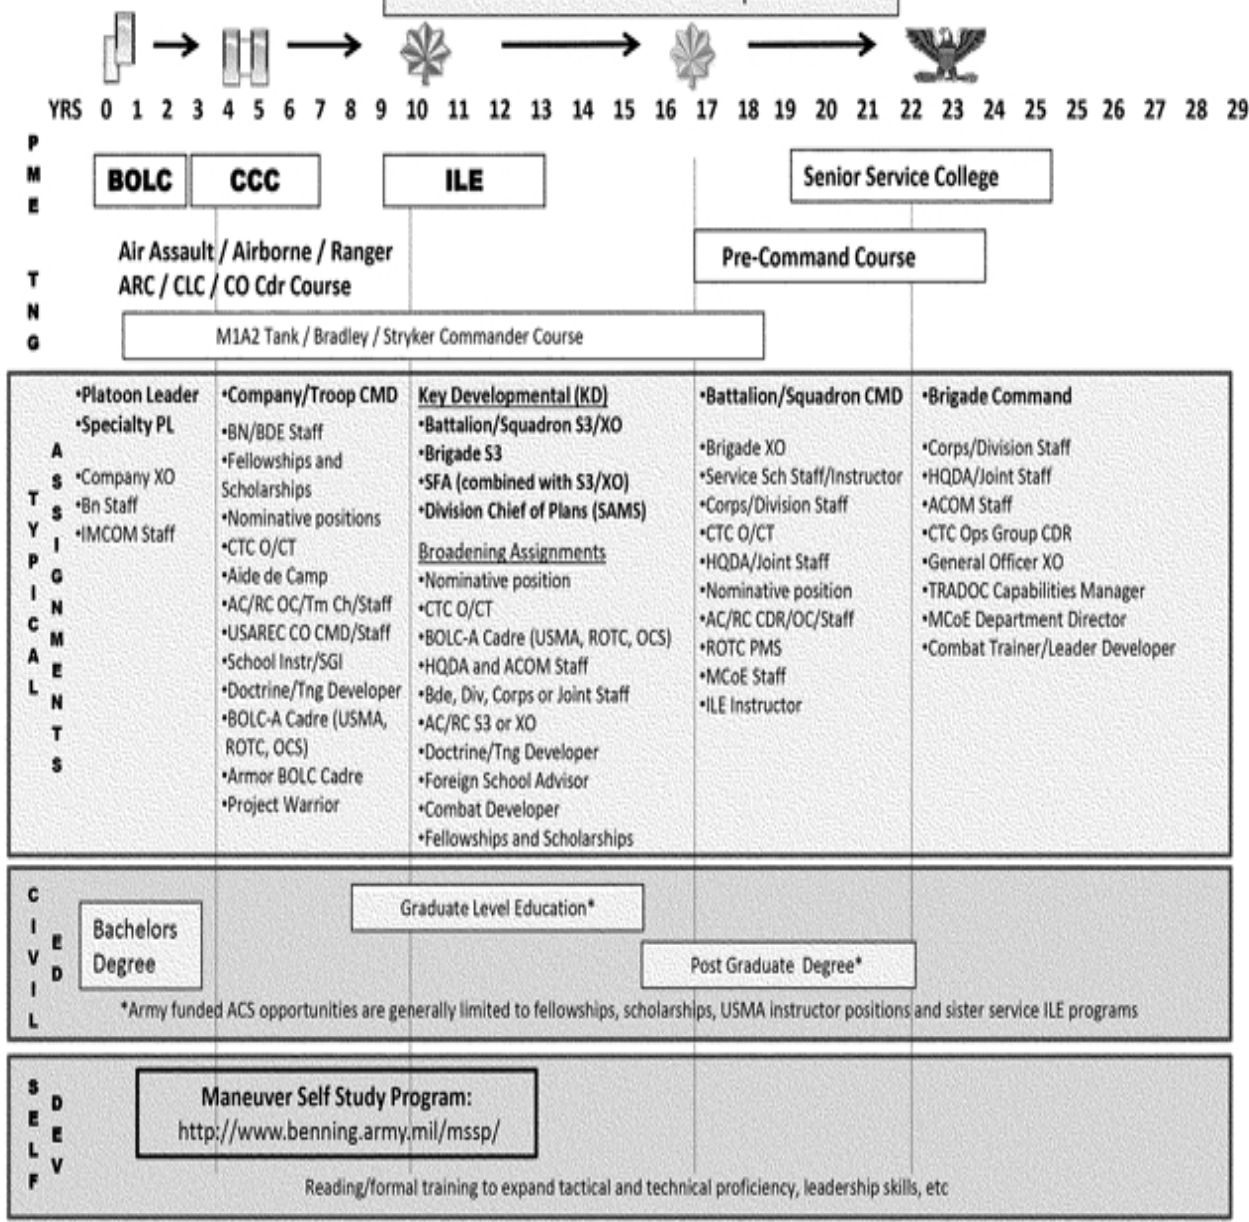 YRS 0 1 2 3 4 5 6 7 8 9 10 11 12 13 14 15 16 17 18 19 20 21 22 23 24 25 25 26 27 28 29
PME
BOLC
CCC
ILE
Senior Service College
TNG
Air Assault / Airborne / Ranger
ARC / CLC / CO Cdr Course
Pre-Command Course
M1A2 Tank / Bradley / Stryker Commander Course
TYPICAL
ASSIGNMENTS
•Platoon Leader
•Specialty PL
•Company XO
•Bn Staff
•IMCOM Staff
•Company/Troop CMD
•BN/BDE Staff
•Fellowships and
Scholarships
•Nominative positions
•CTC O/CT
•Aide de Camp
•AC/RC OC/Tm Ch/Staff
•USAREC CO CMD/Staff
•School Instr/SGI
•Doctrine/Tng Developer
•BOLC-A Cadre (USMA,
ROTC, OCS)
•Armor BOLC Cadre
•Project Warrior
Key Developmental (KD)
•Battalion/Squadron S3/XO
•Brigade S3
•SFA (combined with S3/XO)
•Division Chief of Plans (SAMS)
Broadening Assignments
•Nominative position
•CTC O/CT
•BOLC-A Cadre (USMA, ROTC, OCS)
•HQDA and ACOM Staff
•Bde, Div, Corps or Joint Staff
•AC/RC S3 or XO
•Doctrine/Tng Developer
•Foreign School Advisor
•Combat Developer
•Fellowships and Scholarships
•Battalion/Squadron CMD
•Brigade XO
•Service Sch Staff/Instructor
•Corps/Division Staff
•CTC O/CT
•HQDA/Joint Staff
•Nominative position
•AC/RC CDR/OC/Staff
•ROTC PMS
•MCoE Staff
•ILE Instructor
•Brigade Command
•Corps/Division Staff
•HQDA/Joint Staff
•ACOM Staff
•CTC Ops Group CDR
•General Officer XO
•TRADOC Capabilities Manager
•MCoE Department Director
•Combat Trainer/Leader Developer
CIVIL
ED
Bachelors
Degree
Graduate Level Education*
Post Graduate Degree*
*Army funded ACS opportunities are generally limited to fellowships, scholarships, USMA instructor positions and sister service ILE programs
SELF
DEV
Maneuver Self Study Program:
http://www.benning.army.mil/mssp/
Reading/formal training to expand tactical and technical proficiency, leadership skills, etc